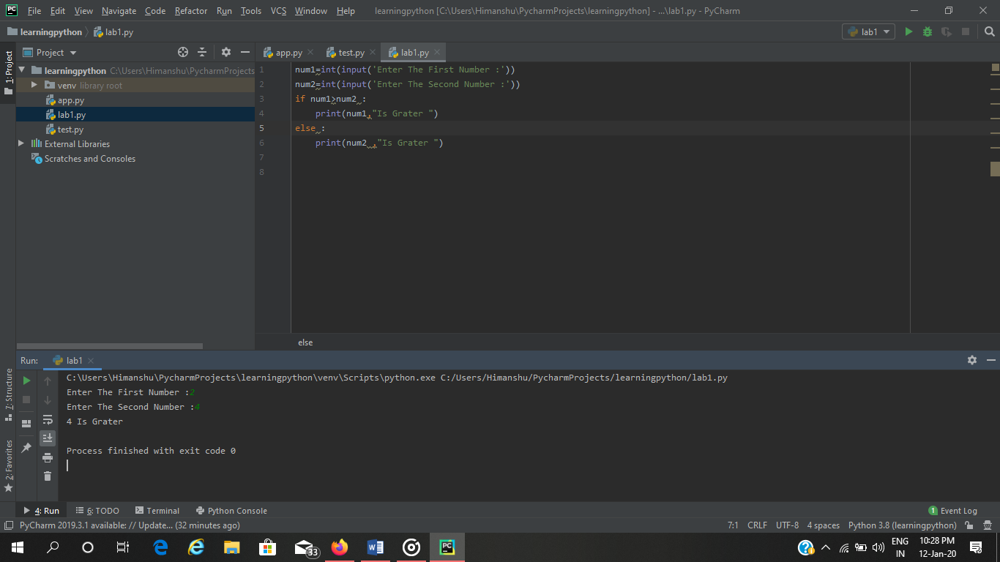 PC File Edit View Navigate Code Refactor Run Tools VCS Window Help learningpython [C:\Users\Himanshu\PycharmProjects\learningpython] - ...\lab1.py - PyCharm
learningpython lab1.py lab1
1: Project
Project
learningpython C:\Users\Himanshu\PycharmProjects
venv library root
app.py
lab1.py
test.py
External Libraries
Scratches and Consoles
app.py test.py lab1.py
1 num1=int(input('Enter The First Number :'))
2 num2=int(input('Enter The Second Number :'))
3 if num1>num2 :
4     print(num1,"Is Grater ")
5 else :
6     print(num2 ,"Is Grater ")
7
8
else
Run: lab1
7: Structure
2: Favorites
C:\Users\Himanshu\PycharmProjects\learningpython\venv\Scripts\python.exe C:/Users/Himanshu/PycharmProjects/learningpython/lab1.py
Enter The First Number :2
Enter The Second Number :4
4 Is Grater
Process finished with exit code 0
4: Run 6: TODO Terminal Python Console 1 Event Log
PyCharm 2019.3.1 available: // Update... (32 minutes ago) 7:1 CRLF UTF-8 4 spaces Python 3.8 (learningpython)
33 PC ENG 10:28 PM
IN 12-Jan-20